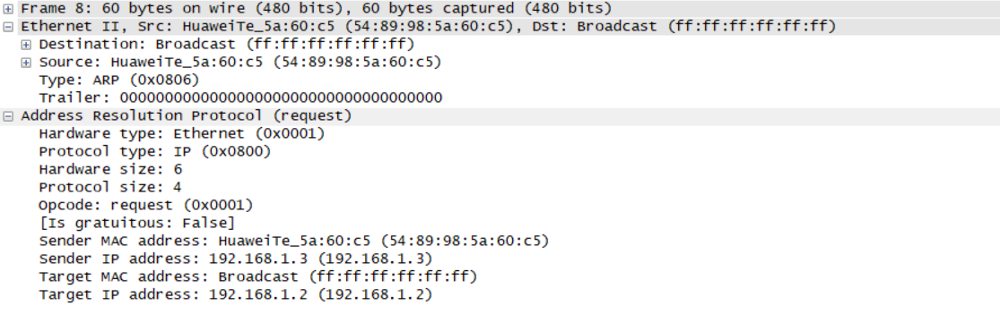 Frame 8: 60 bytes on wire (480 bits), 60 bytes captured (480 bits)
Ethernet II, Src: HuaweiTe_5a:60:c5 (54:89:98:5a:60:c5), Dst: Broadcast (ff:ff:ff:ff:ff:ff)
Destination: Broadcast (ff:ff:ff:ff:ff:ff)
Source: HuaweiTe_5a:60:c5 (54:89:98:5a:60:c5)
Type: ARP (0x0806)
Trailer: 000000000000000000000000000000000000
Address Resolution Protocol (request)
Hardware type: Ethernet (0x0001)
Protocol type: IP (0x0800)
Hardware size: 6
Protocol size: 4
Opcode: request (0x0001)
[Is gratuitous: False]
Sender MAC address: HuaweiTe_5a:60:c5 (54:89:98:5a:60:c5)
Sender IP address: 192.168.1.3 (192.168.1.3)
Target MAC address: Broadcast (ff:ff:ff:ff:ff:ff)
Target IP address: 192.168.1.2 (192.168.1.2)